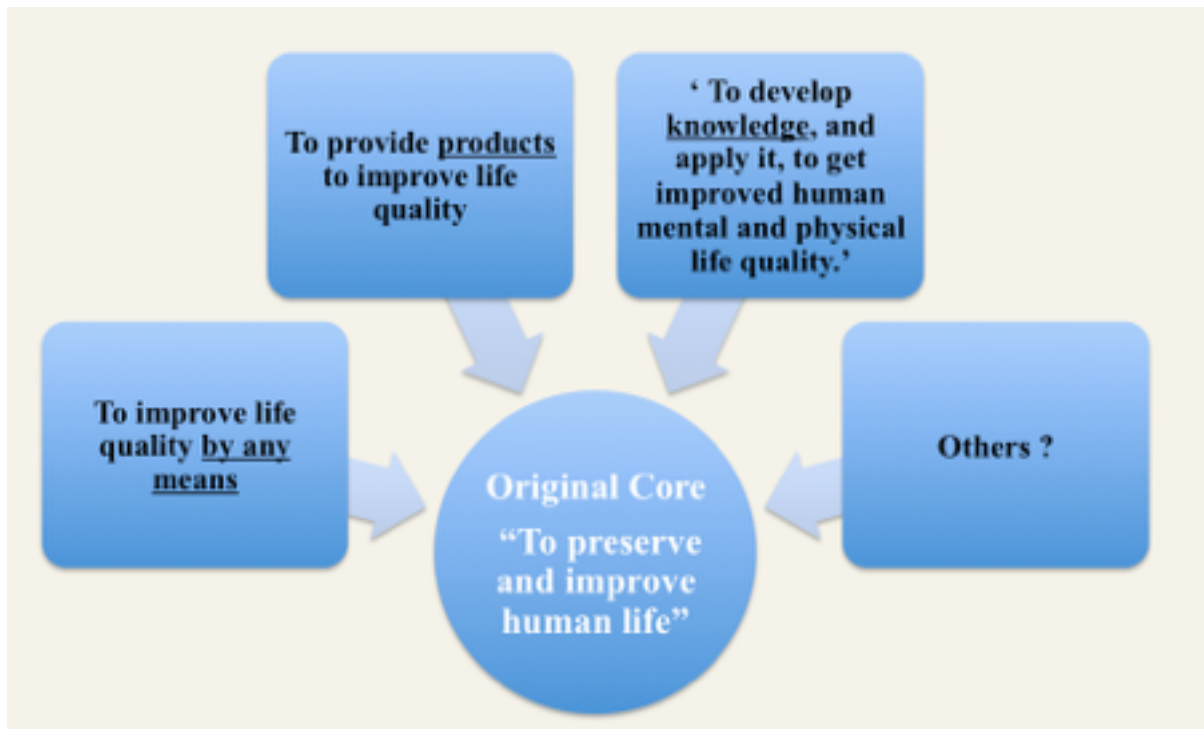 To provide products
to improve life
quality
‘ To develop
knowledge, and
apply it, to get
improved human
mental and physical
life quality.’
To improve life
quality by any
means
Original Core
“To preserve
and improve
human life”
Others ?